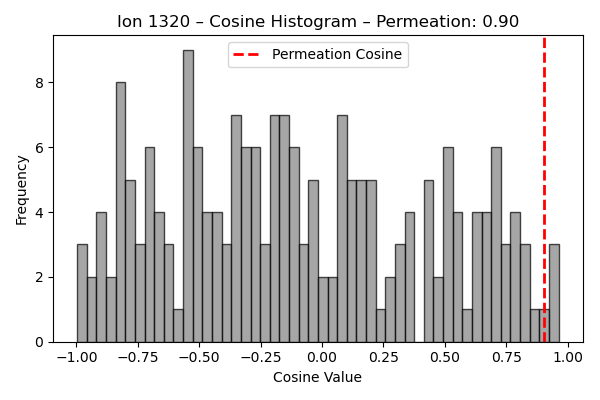 Ion 1320 – Cosine Histogram – Permeation: 0.90
Permeation Cosine
Frequency
8
6
4
2
0
−1.00 −0.75 −0.50 −0.25 0.00 0.25 0.50 0.75 1.00
Cosine Value